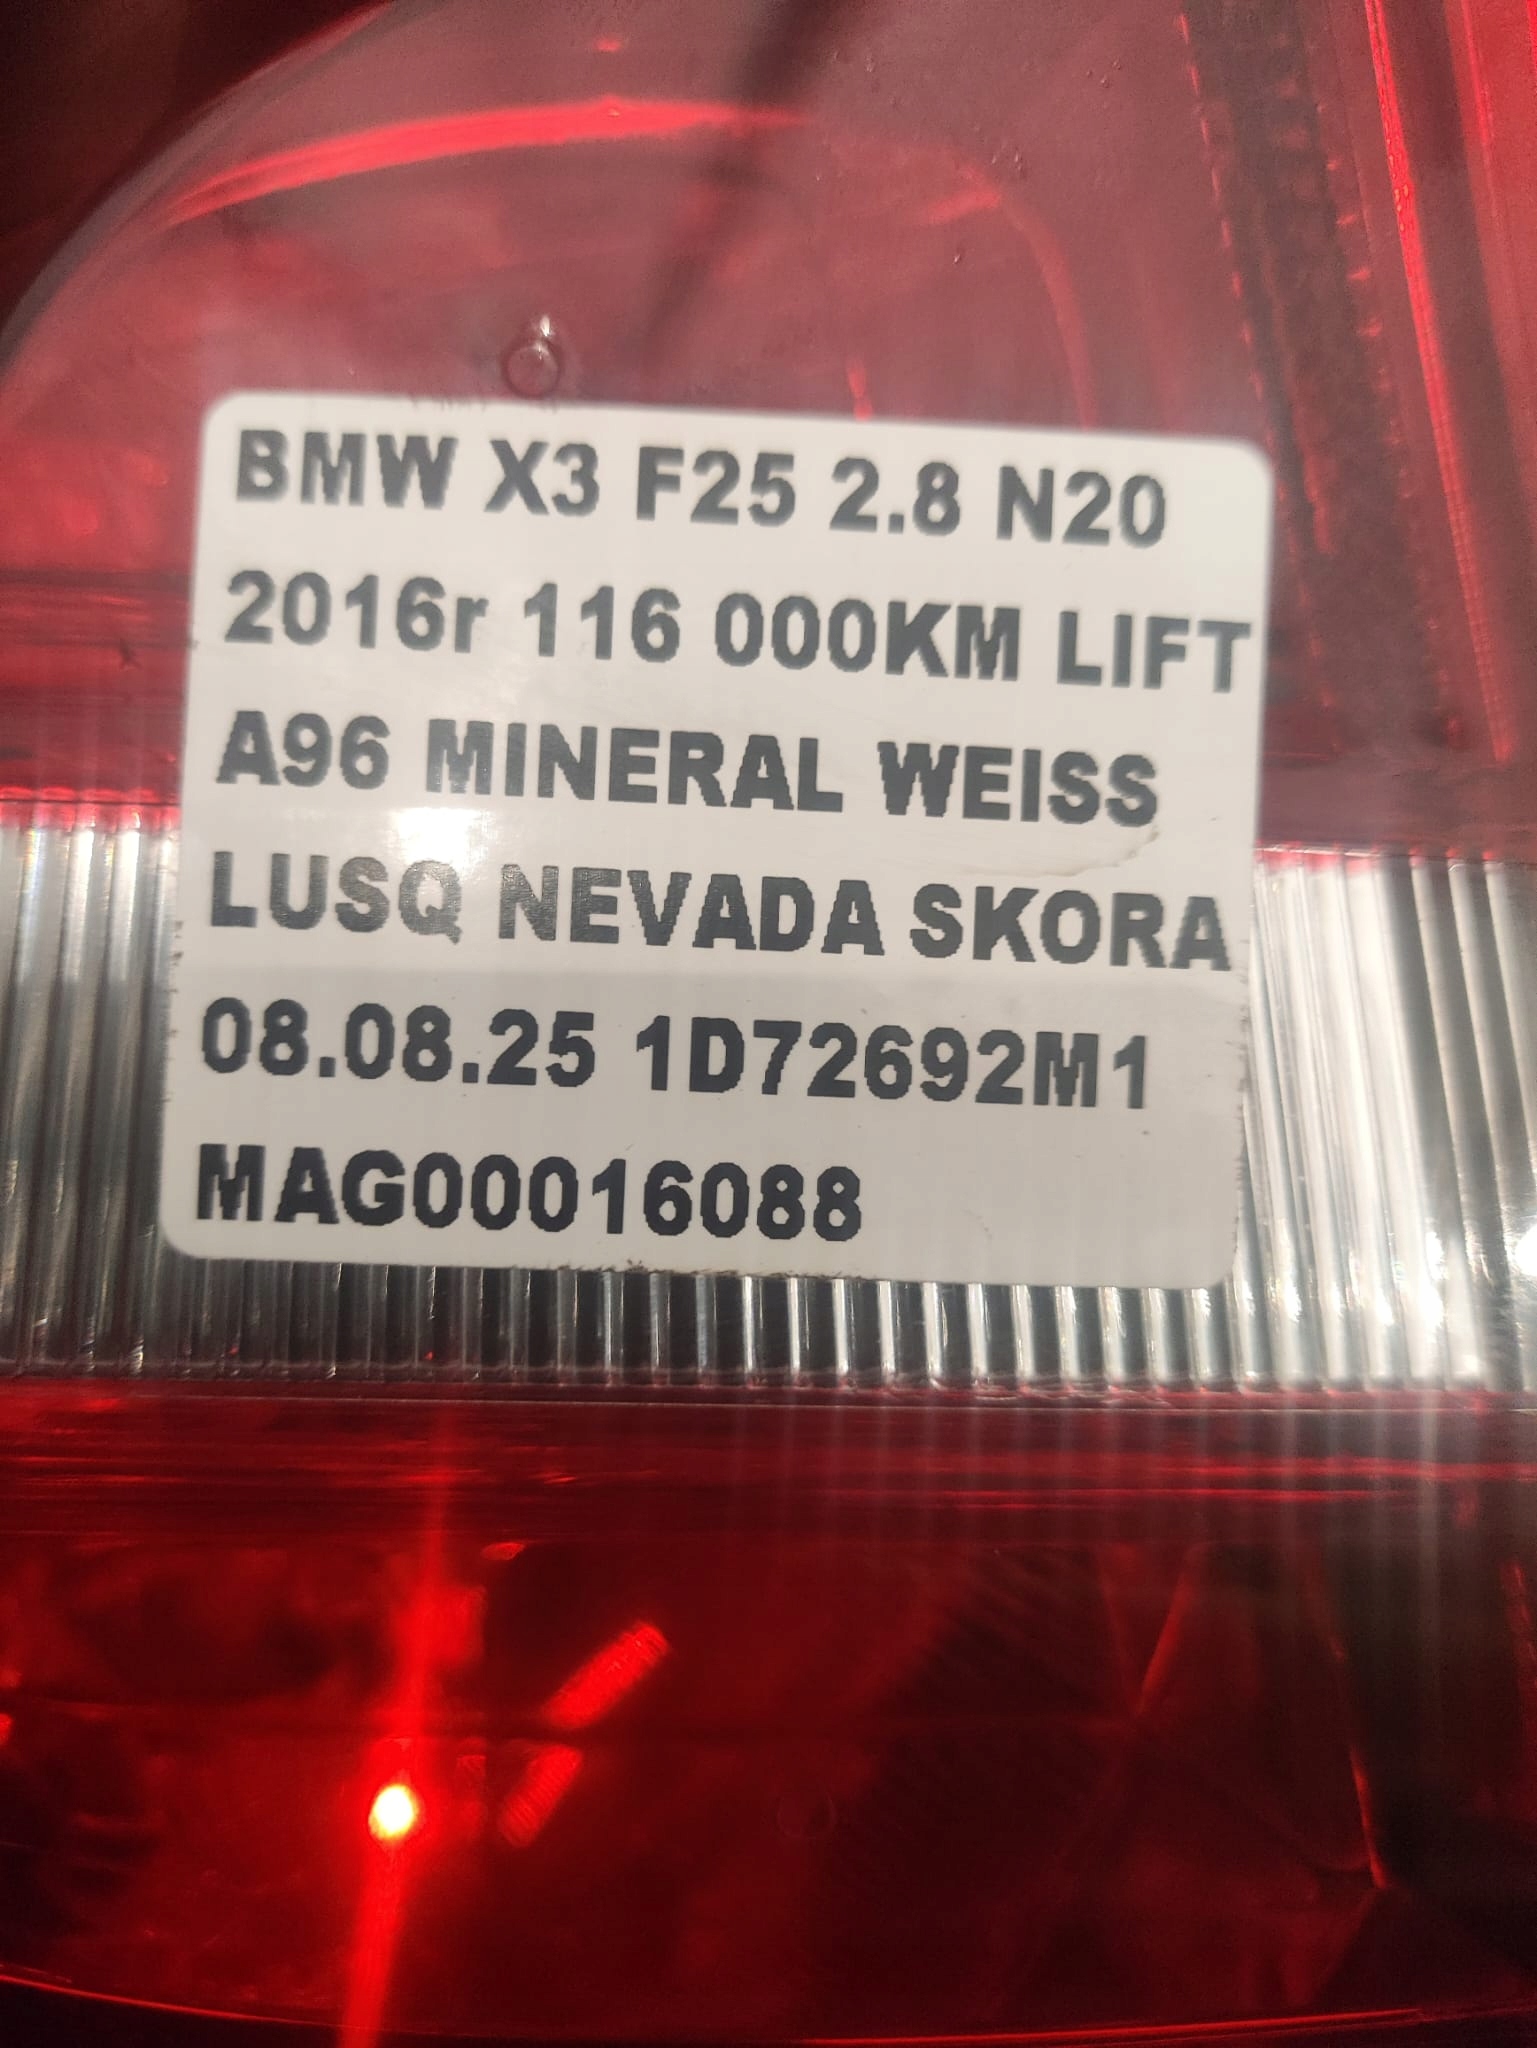 BMW X3 F25 2.8 N20
2016r 116 000KM LIFT
A96 MINERAL WEISS
LUSQ NEVADA SKORA
08.08.25 1D72692M1
MAG00016088